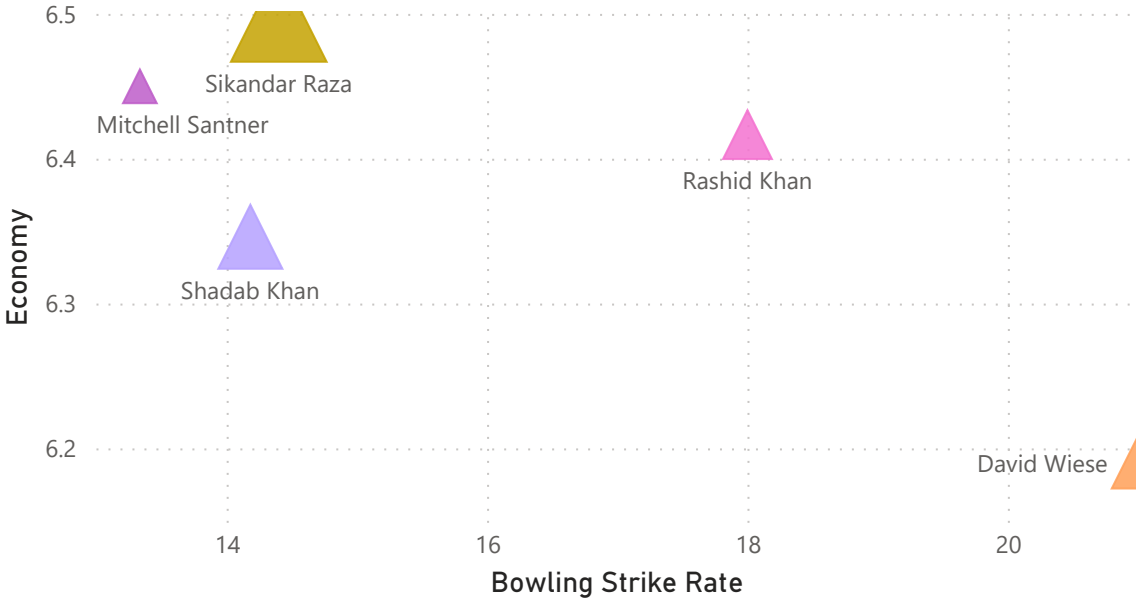 6.5
Sikandar Raza
Mitchell Santner
6.4
Rashid Khan
Shadab Khan
6.3
Economy
6.2
David Wiese
14 16 18 20
Bowling Strike Rate